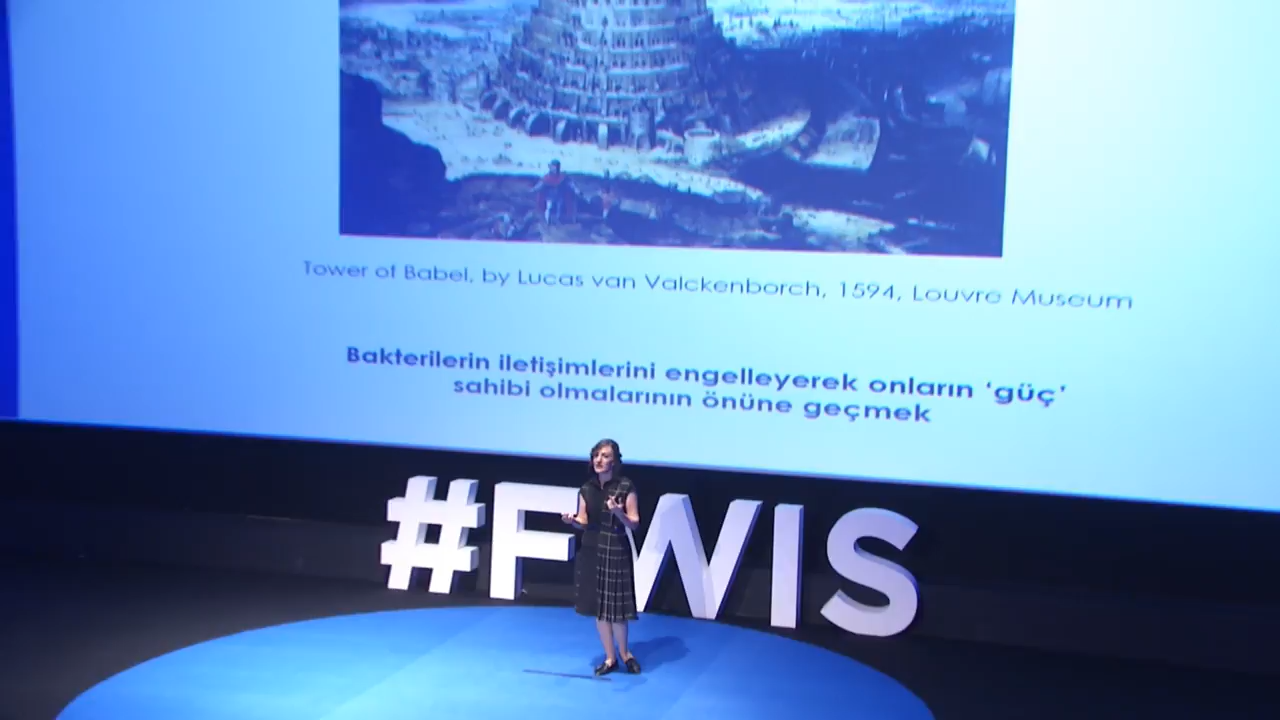 Tower of Babel, by Lucas van Valckenborch, 1594, Louvre Museum
Bakterilerin iletişimlerini engelleyerek onların ‘güç’
sahibi olmalarının önüne geçmek
#FWIS